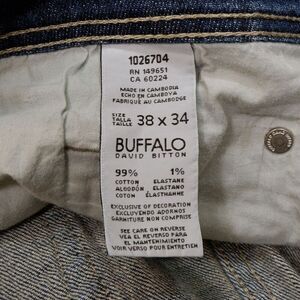 1026704
RN 149651
CA 60224
MADE IN CAMBODIA
ECHO EN CAMBOYA
FABRIQUÉ AU CAMBODGE
SIZE
TALLA
TAILLE
38 x 34
BUFFALO
DAVID BITTON
99% 1%
COTTON ELASTANE
ALGODÓN ELASTANO
COTON ÉLASTHANNE
EXCLUSIVE OF DECORATION
EXCLUYENDO ADORNOS
GARNITURE NON COMPRISE
SEE CARE ON REVERSE
VEA EL REVERSO PARA
EL MANTENIMIENTO
VOIR VERSO POUR ENTRETIEN